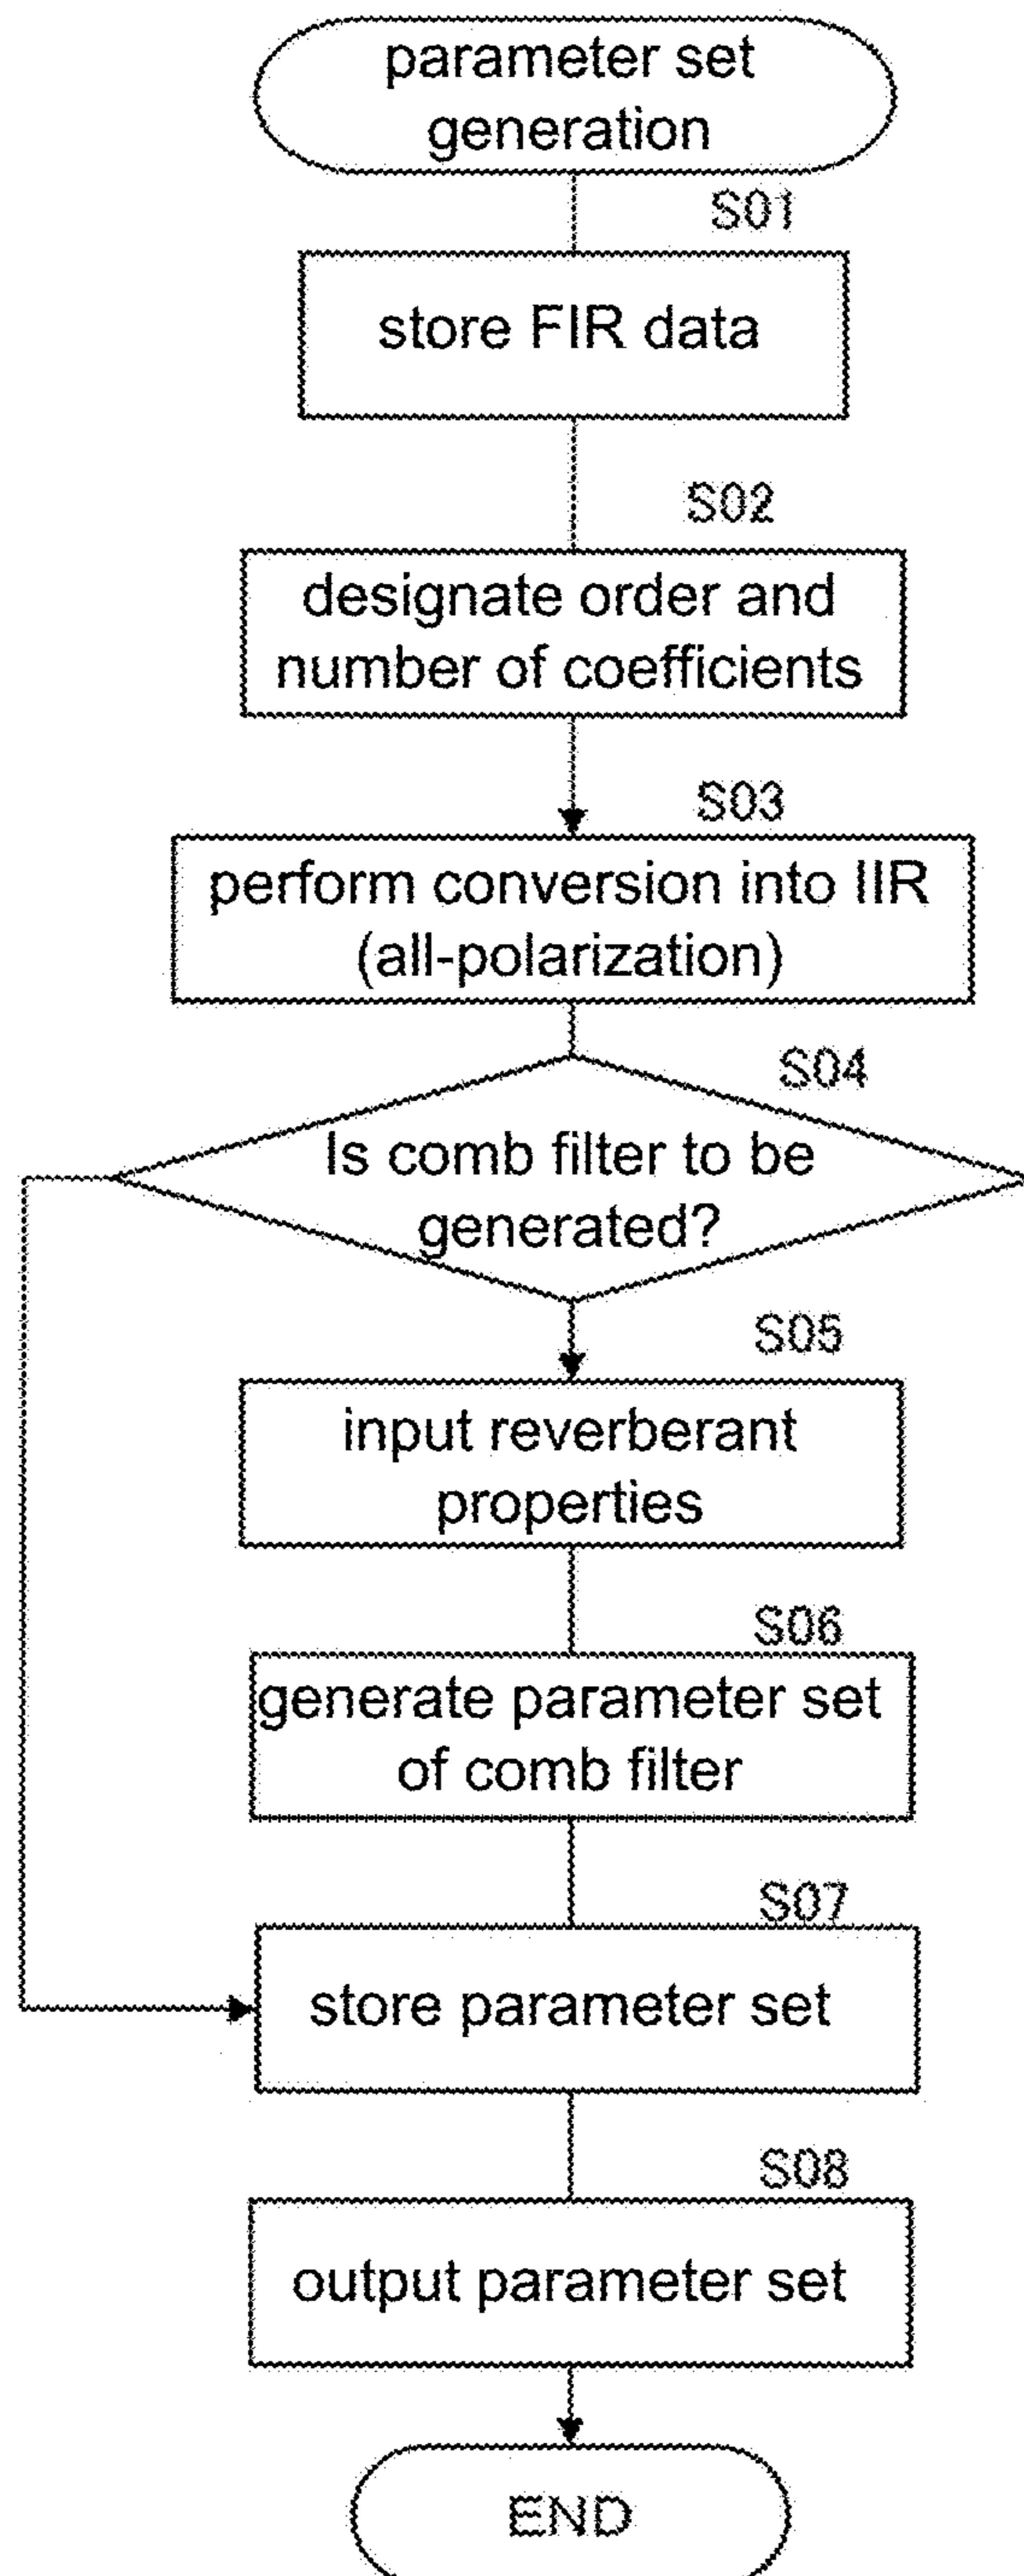 parameter set
generation
S01
store FIR data
S02
designate order and
number of coefficients
S03
perform conversion into IIR
(all-polarization)
S04
Is comb filter to be
generated?
S05
input reverberant
properties
S06
generate parameter set
of comb filter
S07
store parameter set
S08
output parameter set
END